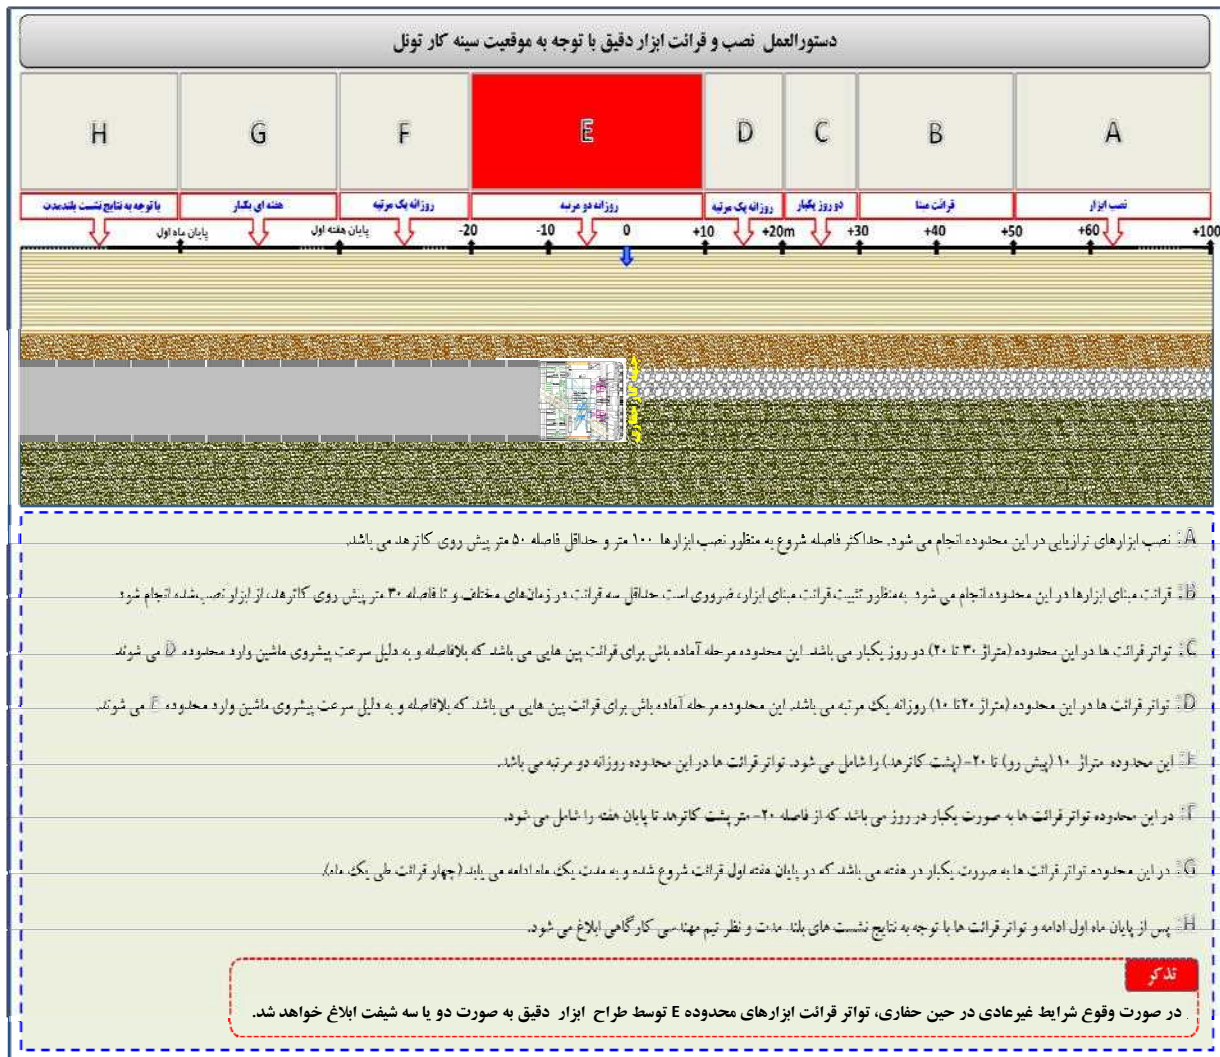 دستورالعمل نصب و قرائت ابزار دقیق با توجه به موقعیت سینه کار تونل
H G F E D C B A
با توجه به نتایج نشست بلندمدت هفته ای یکبار روزانه یک مرتبه روزانه دو مرتبه روزانه یک مرتبه دو روز یکبار قرائت مبنا نصب ابزار
پایان ماه اول پایان هفته اول -20 -10 0 +10 +20m +30 +40 +50 +60 +100
A: نصب ابزارهای ترازیابی در این محدوده انجام می شود. حداکثر فاصله شروع به منظور نصب ابزارها ۱۰۰ متر و حداقل فاصله ۵۰ متر پیش روی کاترهد می باشد.
B: قرائت مبنای ابزارها در این محدوده انجام می شود. به‌منظور تثبیت قرائت مبنای ابزار، ضروری است حداقل سه قرائت در زمان‌های مختلف و تا فاصله ۳۰ متر پیش روی کاترهد، از ابزار نصب‌شده انجام شود.
C: تواتر قرائت ها در این محدوده (متراژ ۳۰ تا ۲۰) دو روز یکبار می باشد. این محدوده مرحله آماده باش برای قرائت پین هایی می باشد که بلافاصله و به دلیل سرعت پیشروی ماشین وارد محدوده D می شوند.
D: تواتر قرائت ها در این محدوده (متراژ ۲۰تا ۱۰) روزانه یک مرتبه می باشد. این محدوده مرحله آماده باش برای قرائت پین هایی می باشد که بلافاصله و به دلیل سرعت پیشروی ماشین وارد محدوده E می شوند.
E: این محدوده متراژ ۱۰ (پیش رو) تا ۲۰- (پشت کاترهد) را شامل می شود. تواتر قرائت ها در این محدوده روزانه دو مرتبه می باشد.
F: در این محدوده تواتر قرائت ها به صورت یکبار در روز می باشد که از فاصله ۲۰- متر پشت کاترهد تا پایان هفته را شامل می شود.
G: در این محدوده تواتر قرائت ها به صورت یکبار در هفته می باشد که در پایان هفته اول قرائت شروع شده و به مدت یک ماه ادامه می یابد (چهار قرائت طی یک ماه).
H: پس از پایان ماه اول ادامه و تواتر قرائت ها با توجه به نتایج نشست های بلند مدت و نظر تیم مهندسی کارگاهی ابلاغ می شود.
تذکر
در صورت وقوع شرایط غیرعادی در حین حفاری، تواتر قرائت ابزارهای محدوده E توسط طراح ابزار دقیق به صورت دو یا سه شیفت ابلاغ خواهد شد.